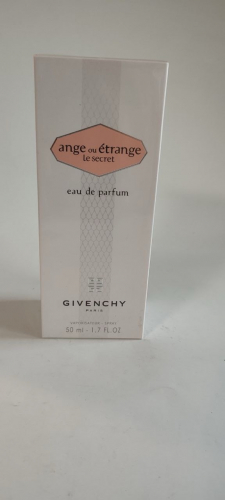 ange ou étrange
Le secret
eau de parfum
GIVENCHY
PARIS
50 ml - 1.7 FL.OZ